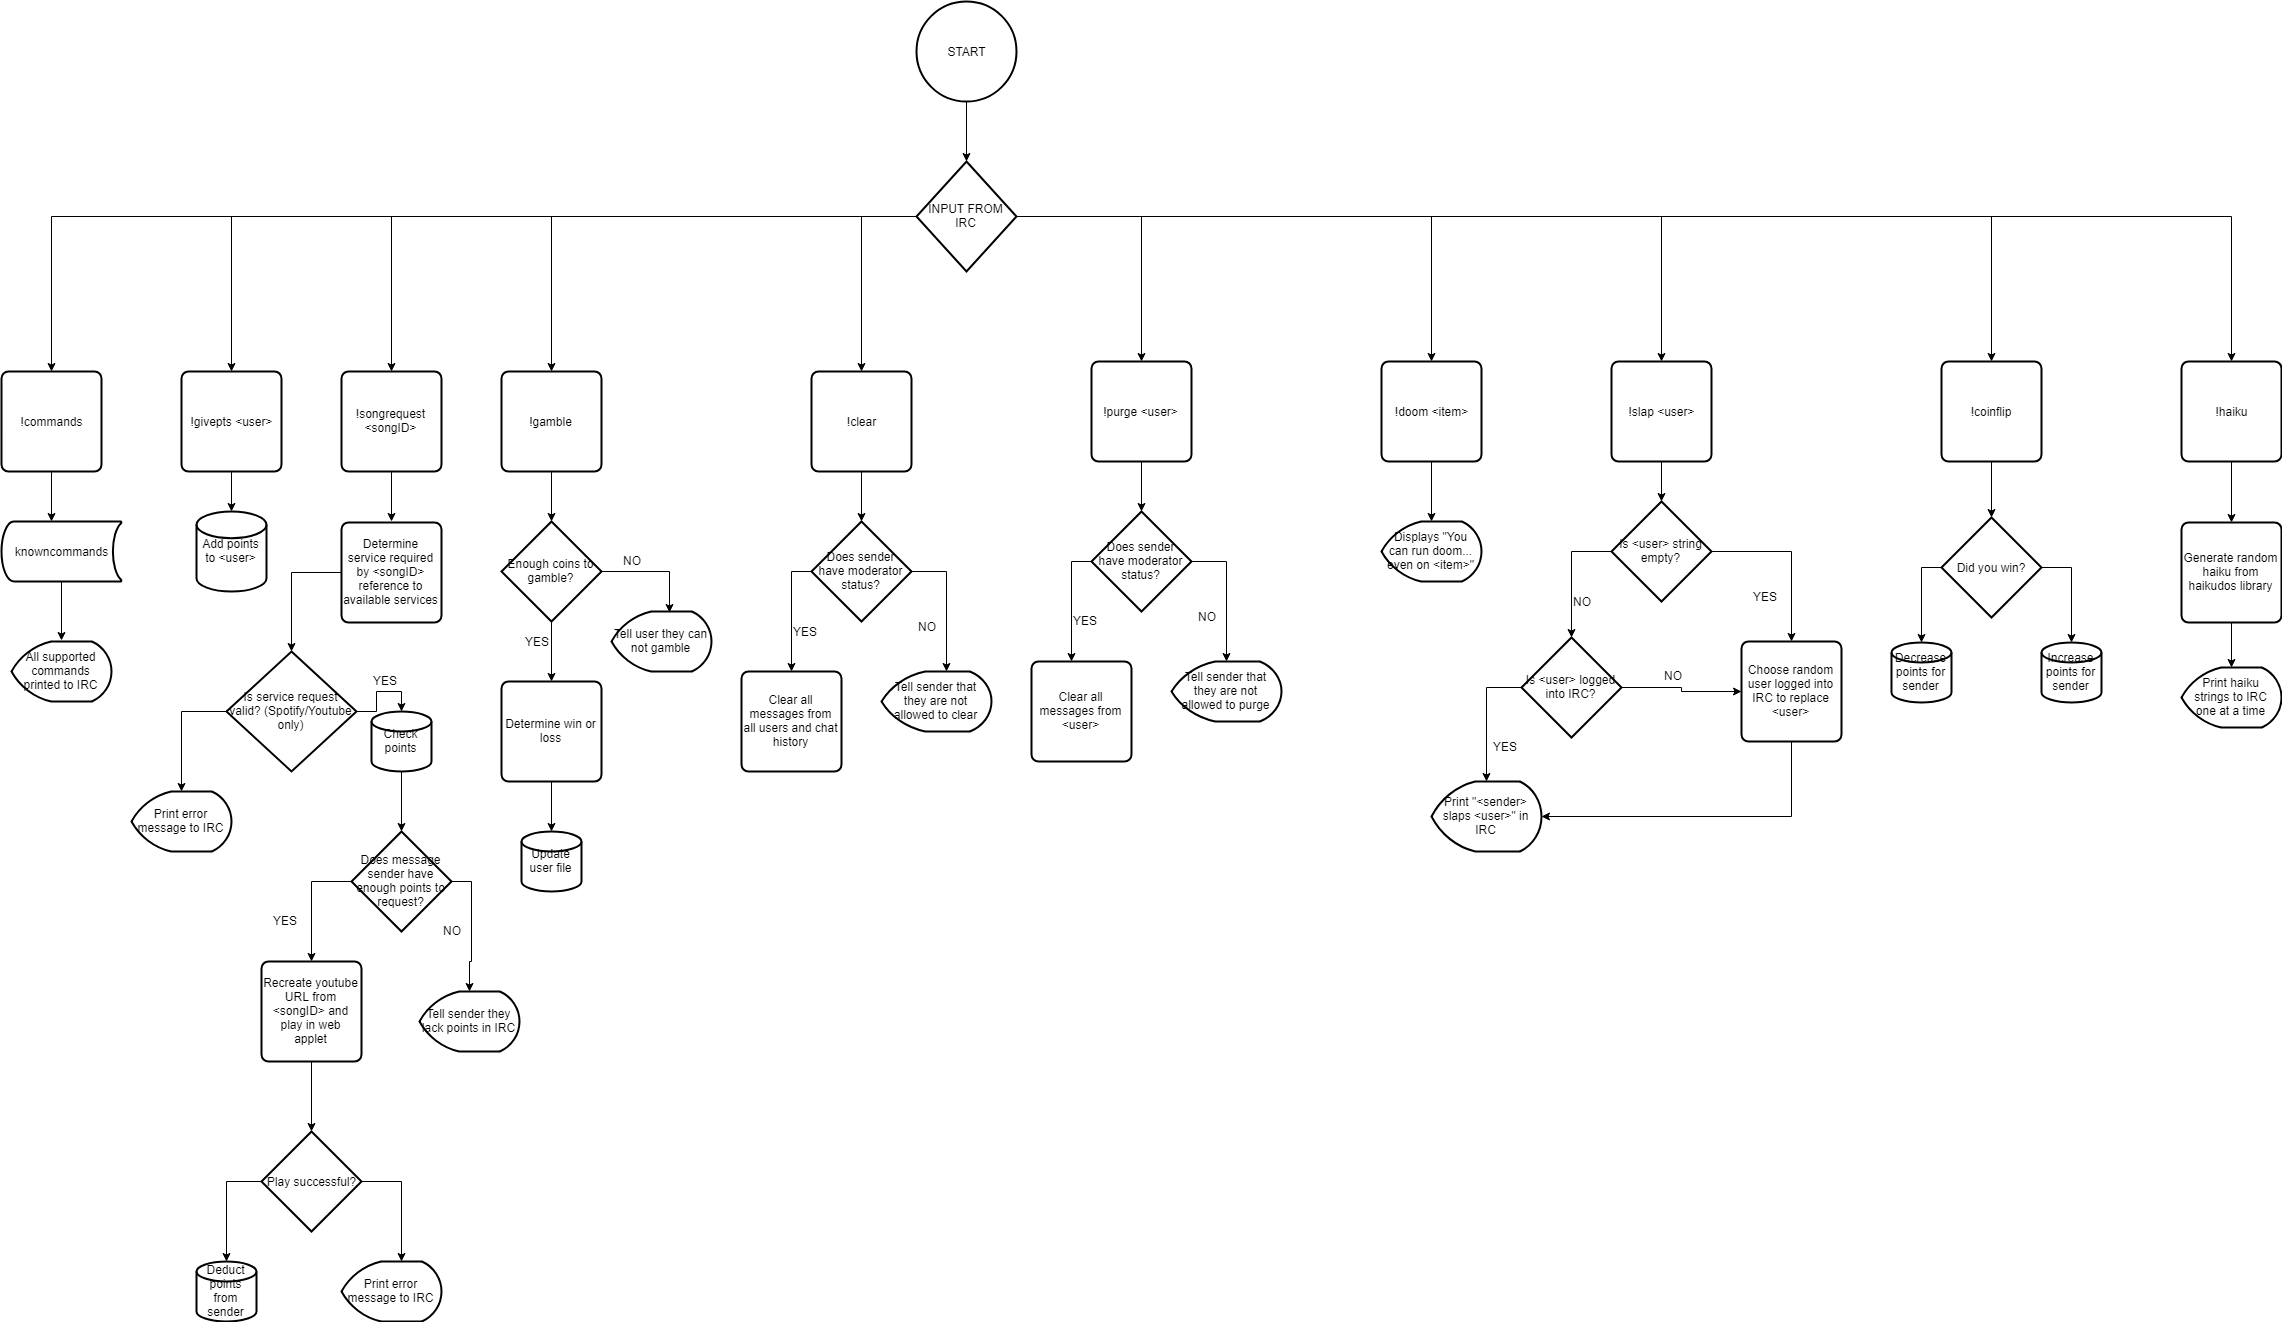 START
INPUT FROM
IRC
!commands
!givepts <user>
!songrequest
<songID>
!gamble
!clear
!purge <user>
!doom <item>
!slap <user>
!coinflip
!haiku
knowncommands
All supported
commands
printed to IRC
Add points
to <user>
Determine
service required
by <songID>
reference to
available services
Is service request
valid? (Spotify/Youtube
only)
YES
Print error
message to IRC
Check
points
Does message
sender have
enough points to
request?
YES
NO
Recreate youtube
URL from
<songID> and
play in web
applet
Tell sender they
lack points in IRC
Play successful?
Deduct
points
from
sender
Print error
message to IRC
Enough coins to
gamble?
NO
YES
Tell user they can
not gamble
Determine win or
loss
Update
user file
Does sender
have moderator
status?
YES
NO
Clear all
messages from
all users and chat
history
Tell sender that
they are not
allowed to clear
Does sender
have moderator
status?
YES
NO
Clear all
messages from
<user>
Tell sender that
they are not
allowed to purge
Displays "You
can run doom...
even on <item>"
Is <user> string
empty?
NO
YES
Is <user> logged
into IRC?
NO
YES
Choose random
user logged into
IRC to replace
<user>
Print "<sender>
slaps <user>" in
IRC
Did you win?
Decrease
points for
sender
Increase
points for
sender
Generate random
haiku from
haikudos library
Print haiku
strings to IRC
one at a time